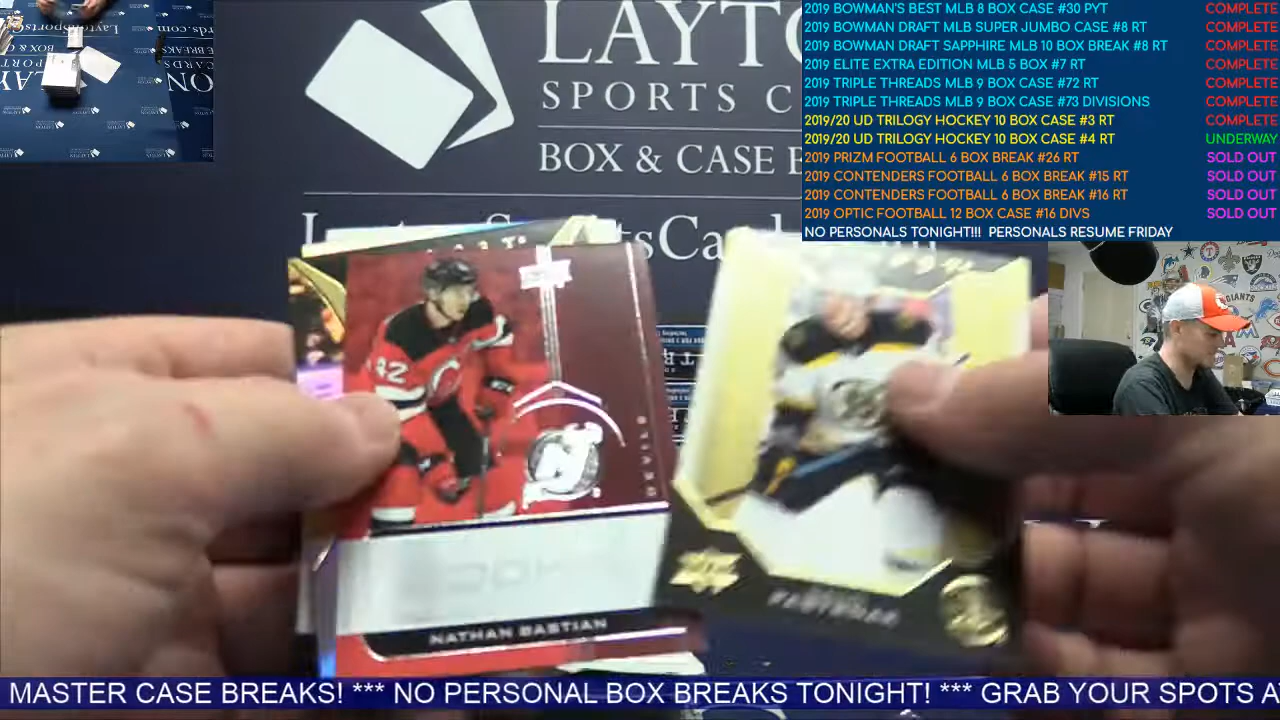 2019 BOWMAN'S BEST MLB 8 BOX CASE #30 PYT COMPLETE
2019 BOWMAN DRAFT MLB SUPER JUMBO CASE #8 RT COMPLETE
2019 BOWMAN DRAFT SAPPHIRE MLB 10 BOX BREAK #8 RT COMPLETE
2019 ELITE EXTRA EDITION MLB 5 BOX #7 RT COMPLETE
2019 TRIPLE THREADS MLB 9 BOX CASE #72 RT COMPLETE
2019 TRIPLE THREADS MLB 9 BOX CASE #73 DIVISIONS COMPLETE
2019/20 UD TRILOGY HOCKEY 10 BOX CASE #3 RT COMPLETE
2019/20 UD TRILOGY HOCKEY 10 BOX CASE #4 RT UNDERWAY
2019 PRIZM FOOTBALL 6 BOX BREAK #26 RT SOLD OUT
2019 CONTENDERS FOOTBALL 6 BOX BREAK #15 RT SOLD OUT
2019 CONTENDERS FOOTBALL 6 BOX BREAK #16 RT SOLD OUT
2019 OPTIC FOOTBALL 12 BOX CASE #16 DIVS SOLD OUT
NO PERSONALS TONIGHT!!! PERSONALS RESUME FRIDAY
LAYTO
SPORTS C
BOX & CASE
42
DEVILS
NATHAN BASTIAN
GIANTS
MASTER CASE BREAKS! *** NO PERSONAL BOX BREAKS TONIGHT! *** GRAB YOUR SPOTS A